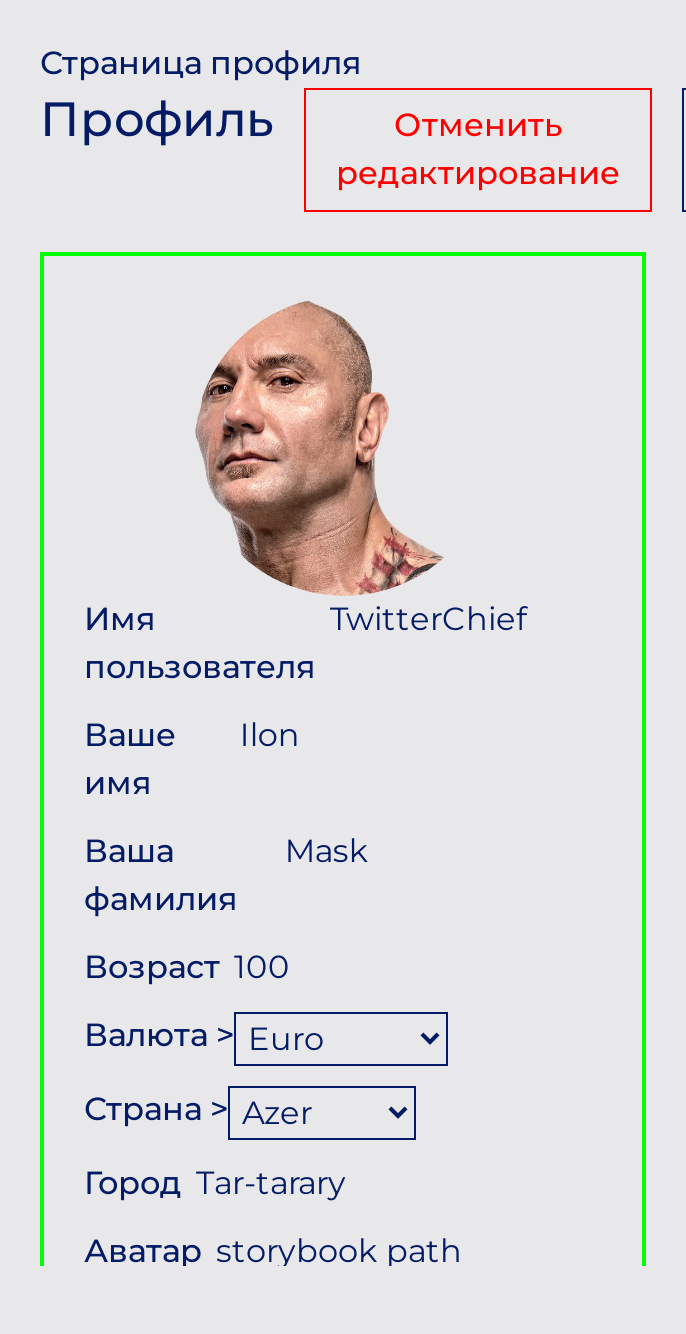 Страница профиля
Профиль
Отменить
редактирование
Имя TwitterChief
пользователя
Ваше Ilon
имя
Ваша Mask
фамилия
Возраст 100
Валюта > Euro
Страна > Azer
Город Tar-tarary
Аватар storybook path